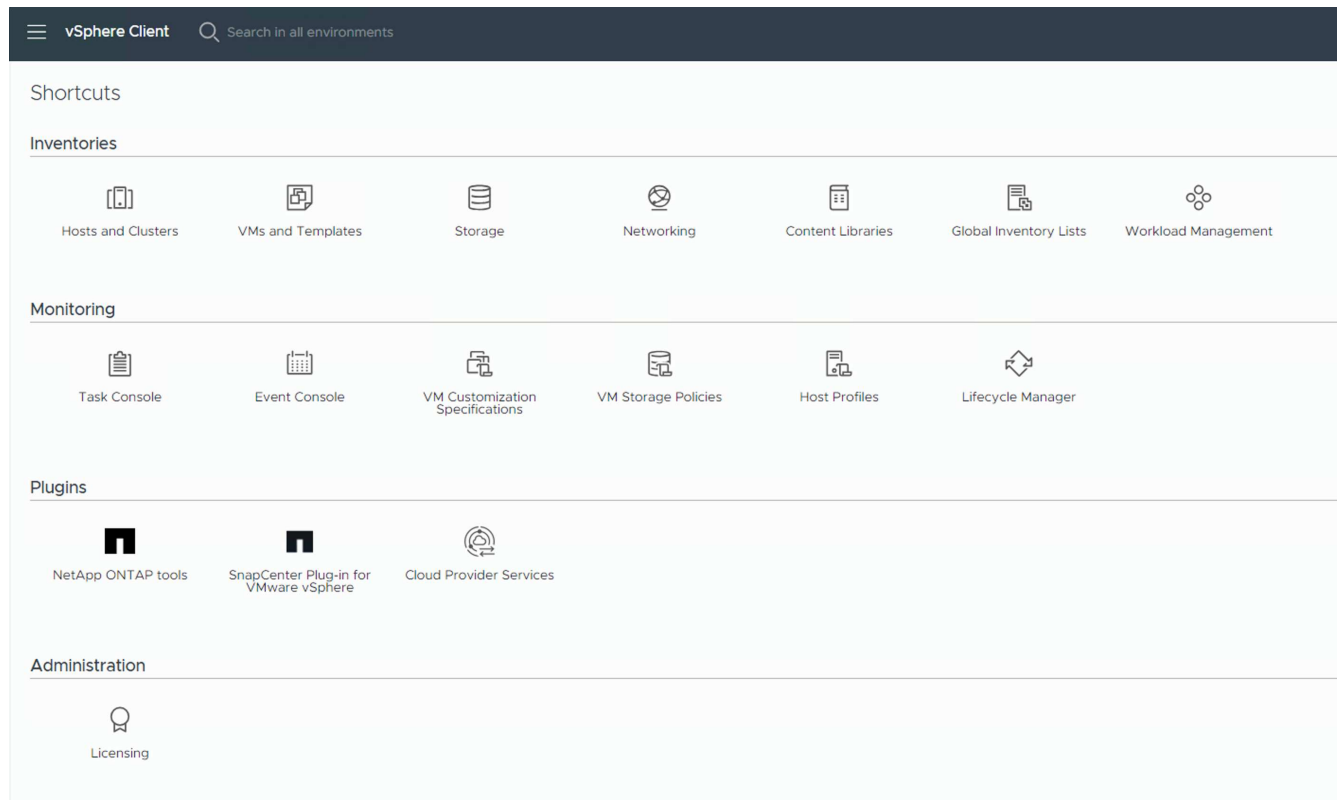 vSphere Client
Search in all environments
Shortcuts
Inventories
Hosts and Clusters
VMs and Templates
Storage
Networking
Content Libraries
Global Inventory Lists
Workload Management
Monitoring
Task Console
Event Console
VM Customization
Specifications
VM Storage Policies
Host Profiles
Lifecycle Manager
Plugins
NetApp ONTAP tools
SnapCenter Plug-in for
VMware vSphere
Cloud Provider Services
Administration
Licensing